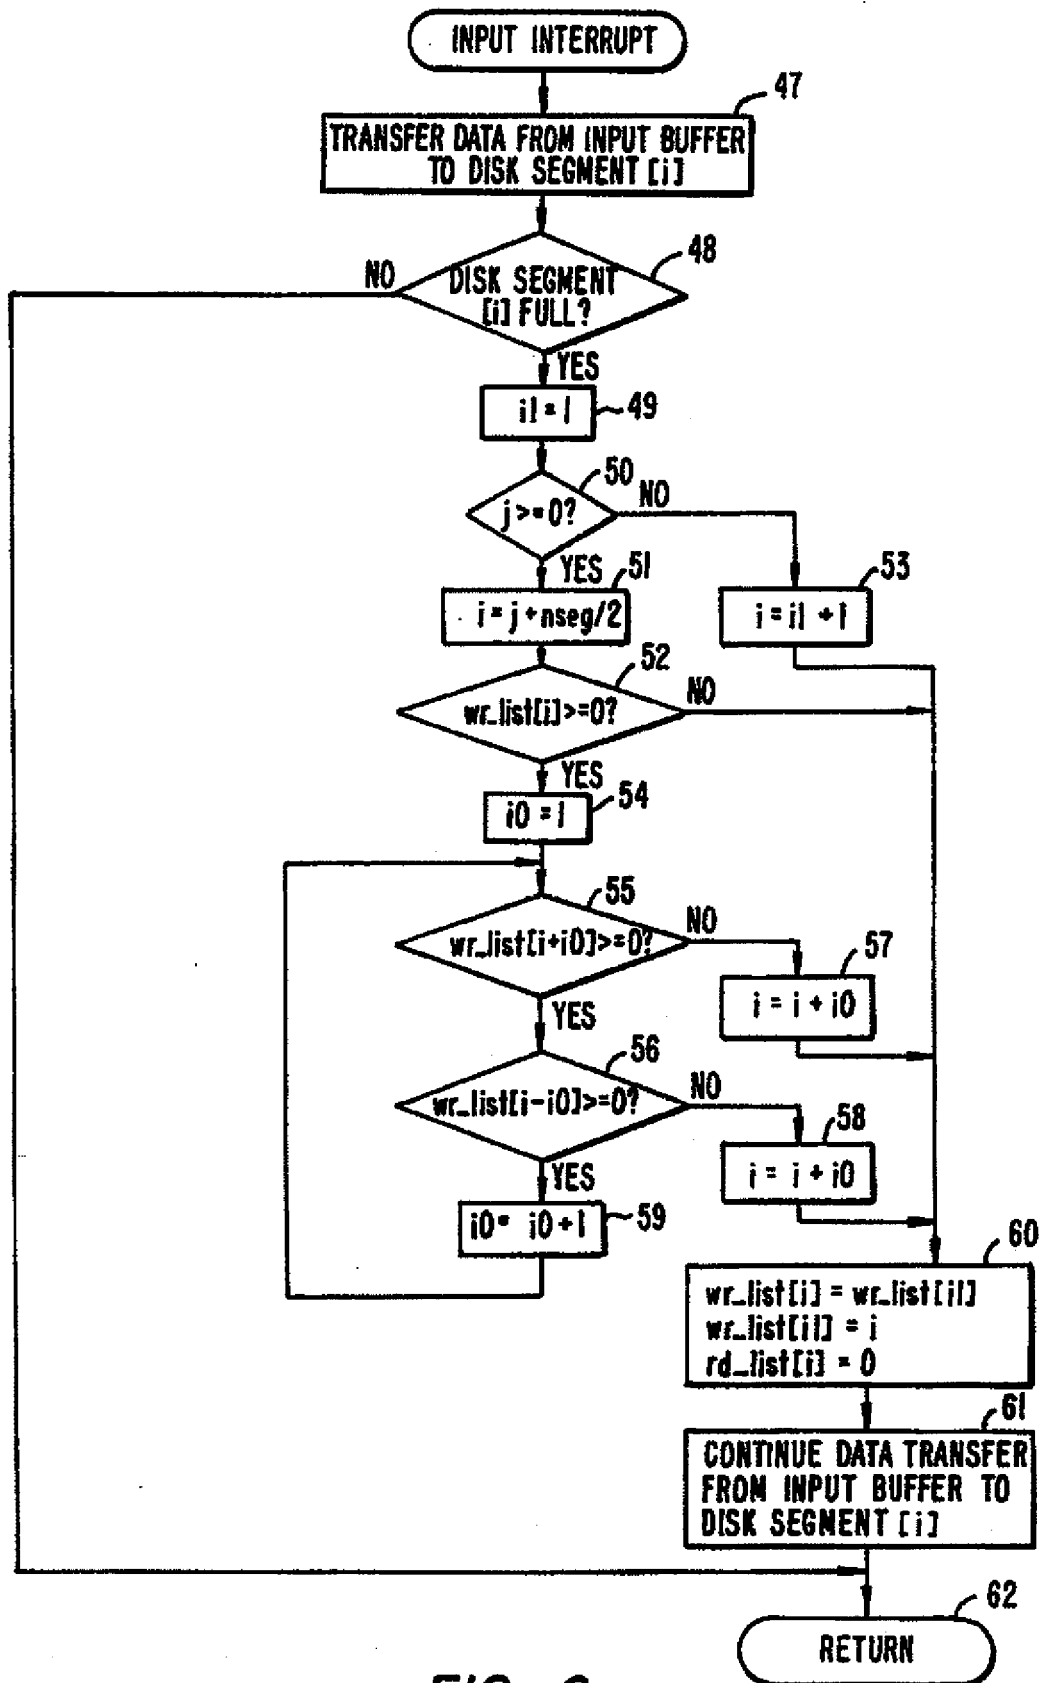 INPUT INTERRUPT
47
TRANSFER DATA FROM INPUT BUFFER
TO DISK SEGMENT [i]
48
NO
DISK SEGMENT
[i] FULL?
YES
i1 = i
49
50
j >= 0?
NO
YES
51
i = j + nseg/2
53
i = i1 + 1
52
wr_list[i]>=0?
NO
YES
54
i0 = 1
55
wr_list[i+i0]>=0?
NO
57
i = i + i0
YES
56
wr_list[i-i0]>=0?
NO
58
i = i + i0
YES
i0 = i0 + 1
59
60
wr_list[i] = wr_list[i1]
wr_list[i1] = i
rd_list[i] = 0
61
CONTINUE DATA TRANSFER
FROM INPUT BUFFER TO
DISK SEGMENT [i]
62
RETURN